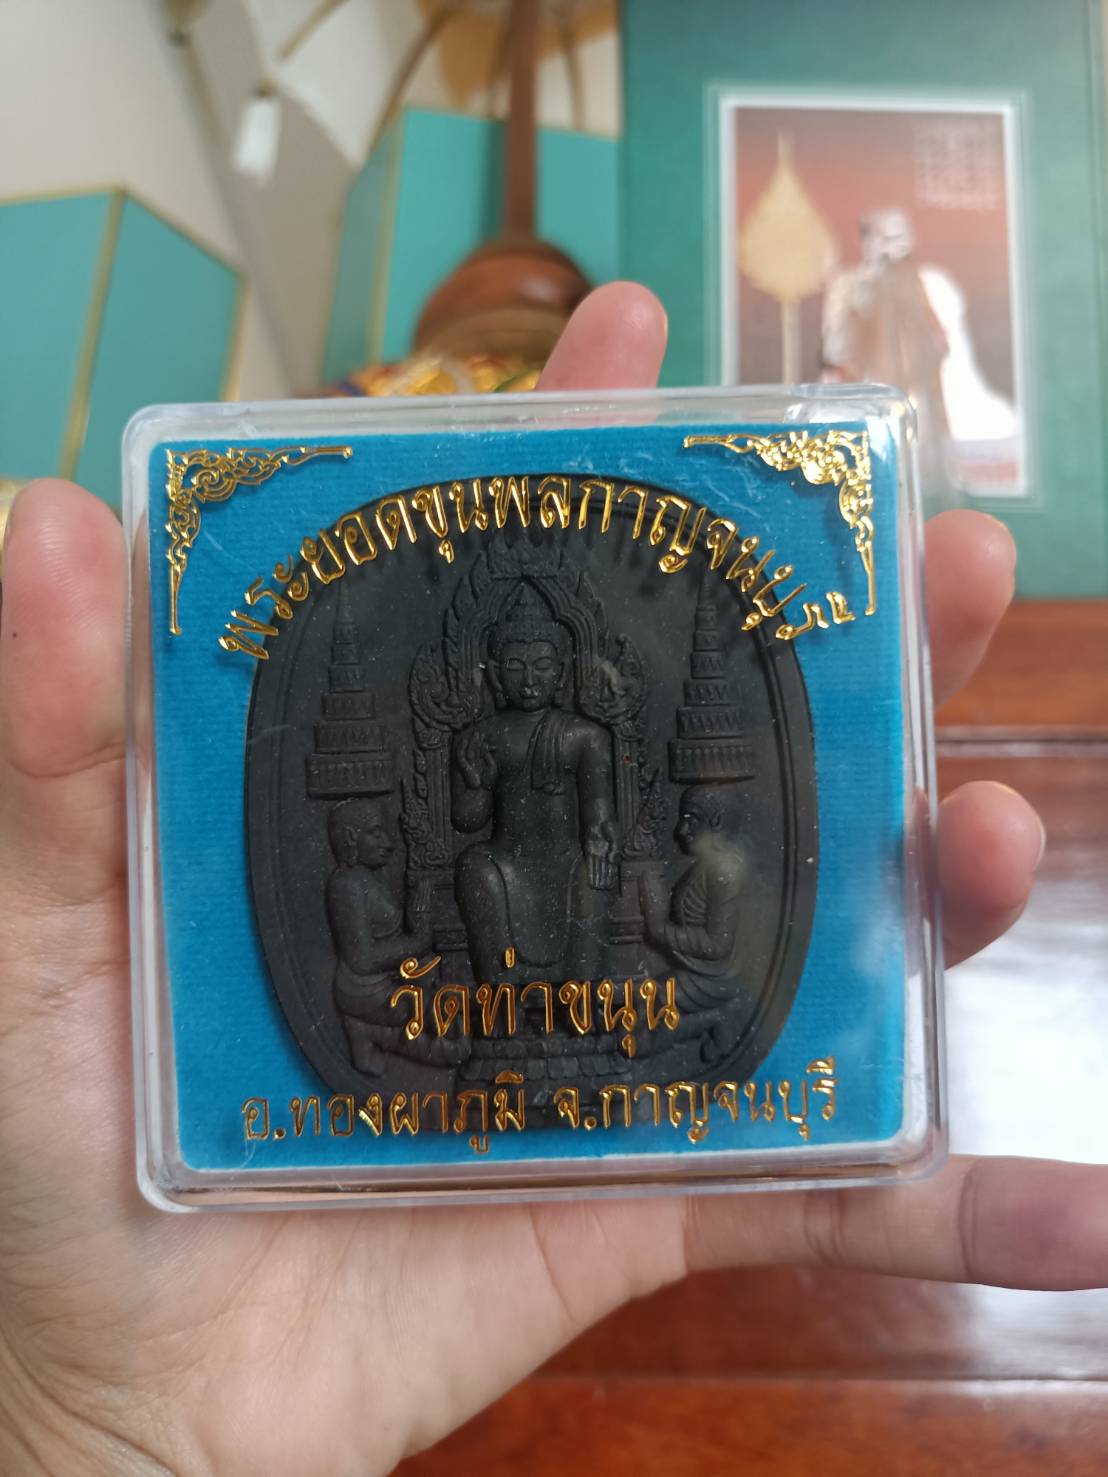 พระยอดขุนพลกาญจนบุรี
วัดท่าขนุน
อ.ทองผาภูมิ จ.กาญจนบุรี